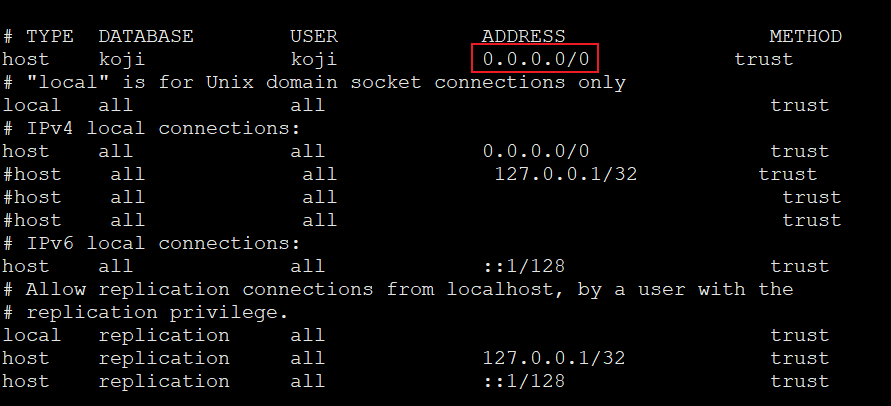 # TYPE  DATABASE        USER            ADDRESS                 METHOD
host    koji            koji            0.0.0.0/0            trust
# "local" is for Unix domain socket connections only
local   all             all                                     trust
# IPv4 local connections:
host    all             all             0.0.0.0/0               trust
#host    all             all             127.0.0.1/32          trust
#host    all             all                                     trust
#host    all             all                                     trust
# IPv6 local connections:
host    all             all             ::1/128                 trust
# Allow replication connections from localhost, by a user with the
# replication privilege.
local   replication     all                                     trust
host    replication     all             127.0.0.1/32            trust
host    replication     all             ::1/128                 trust